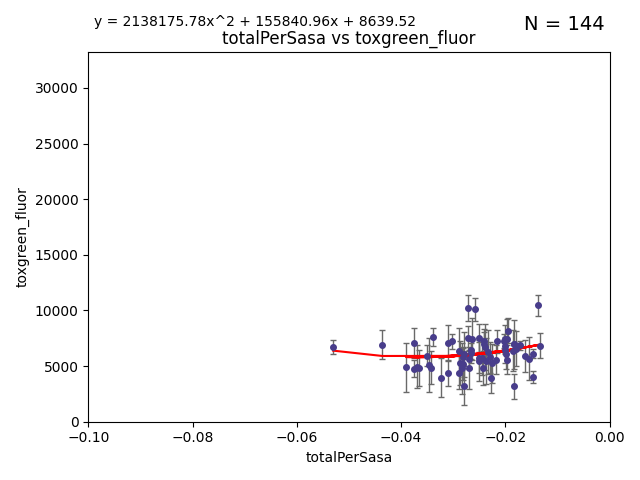 y = 2138175.78x^2 + 155840.96x + 8639.52
N = 144
totalPerSasa vs toxgreen_fluor
30000
25000
20000
15000
10000
5000
0
toxgreen_fluor
−0.10
−0.08
−0.06
−0.04
−0.02
0.00
totalPerSasa